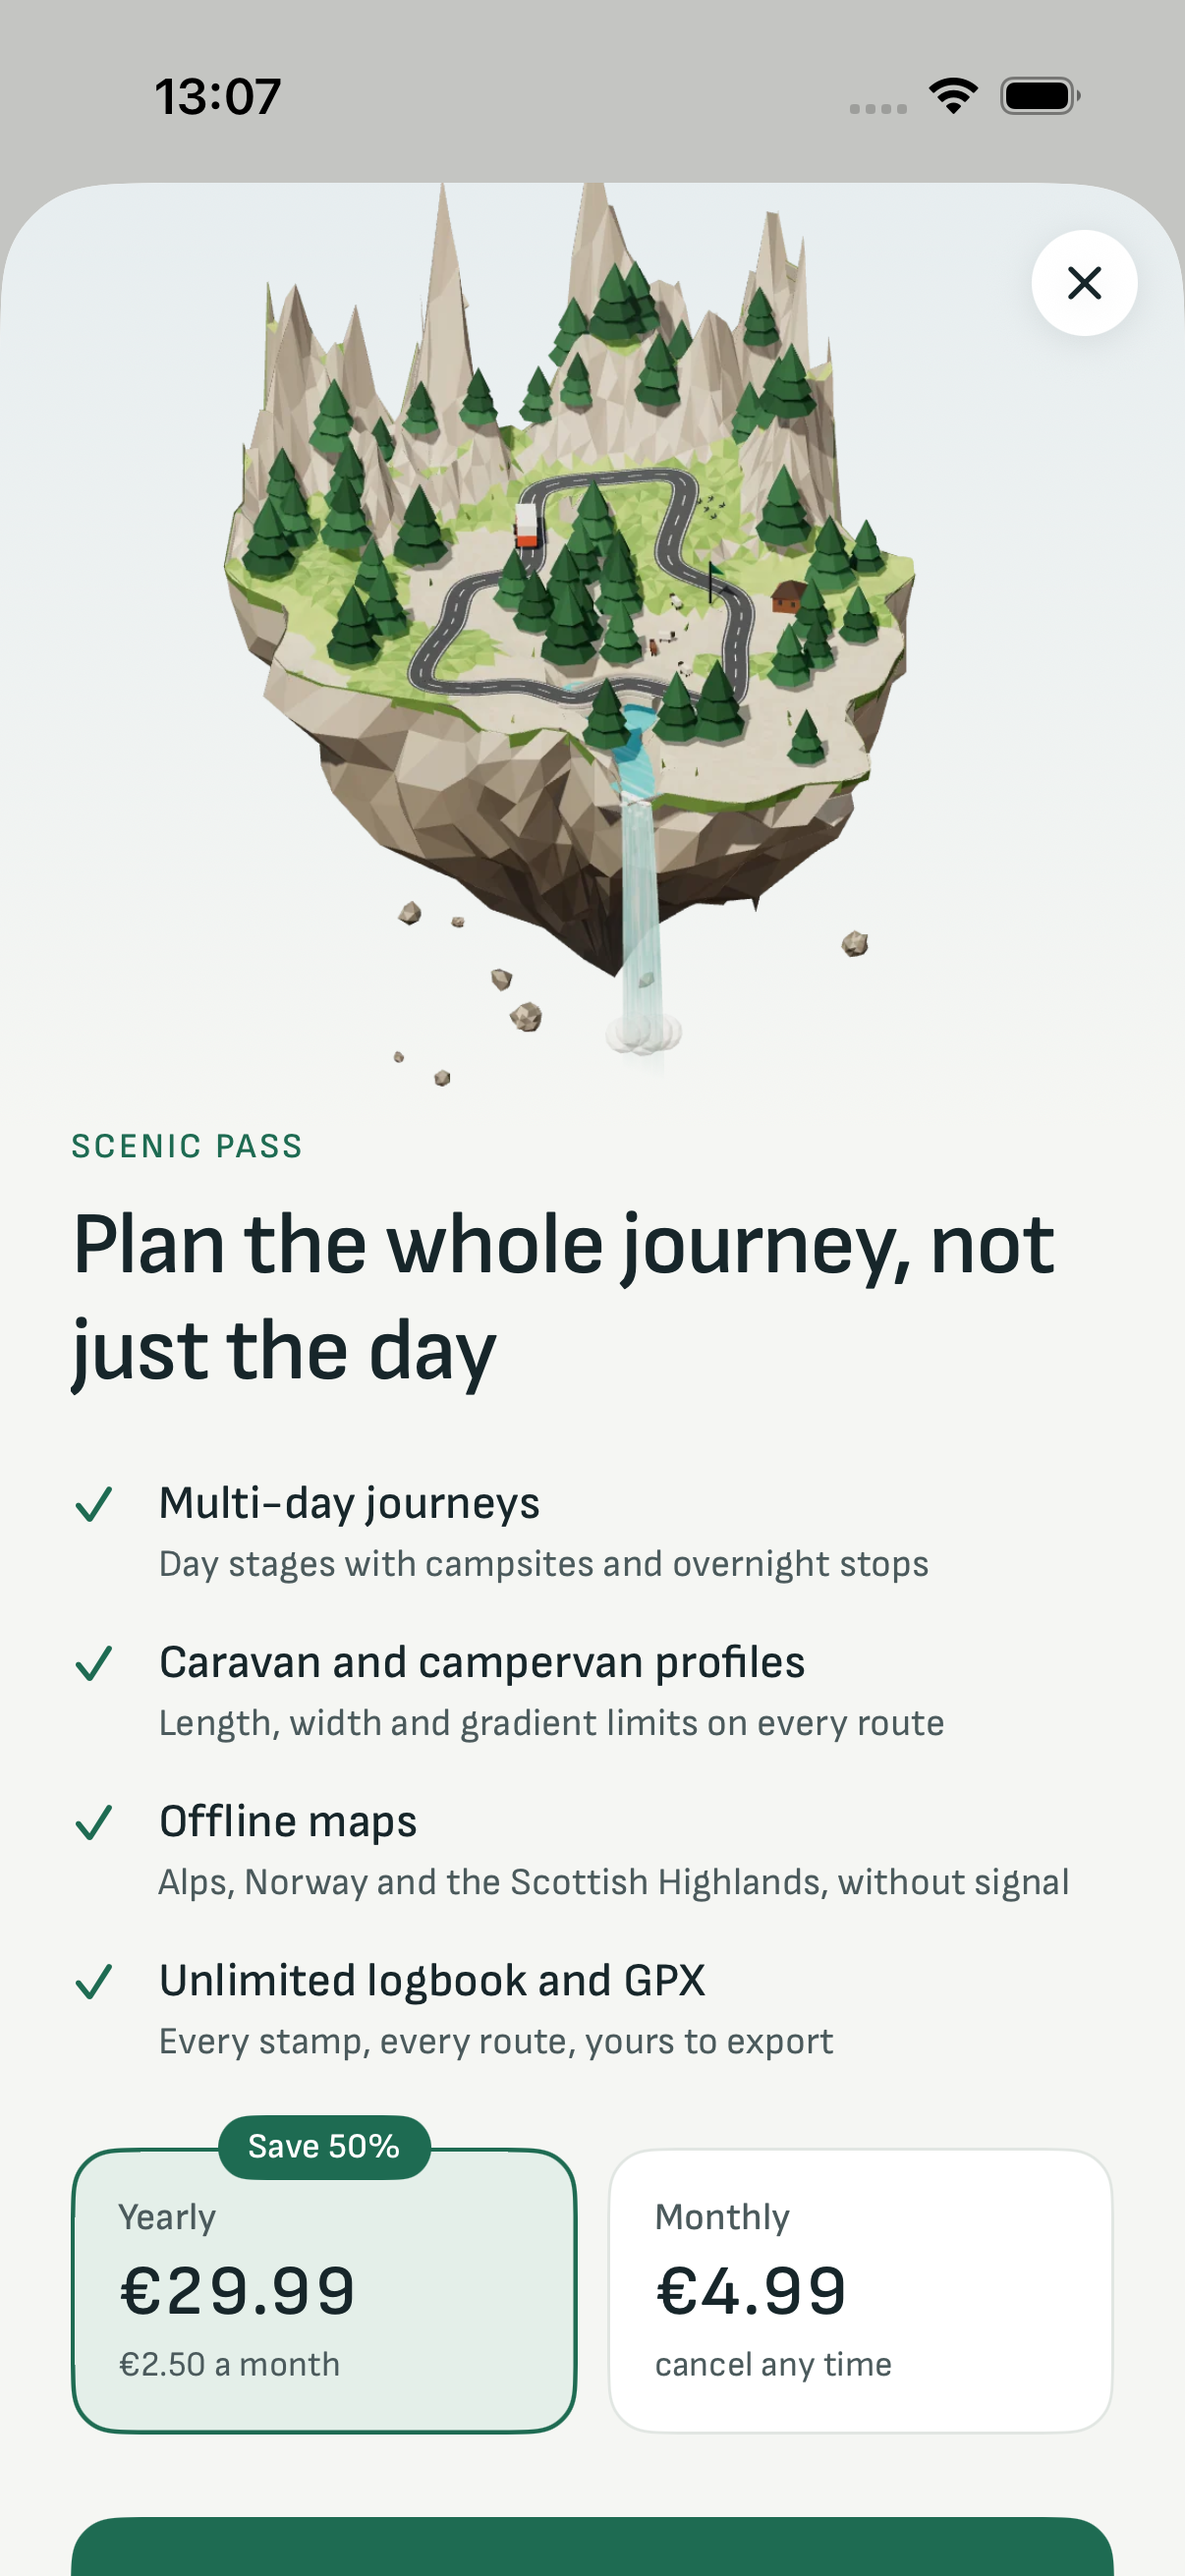 13:07
SCENIC PASS
Plan the whole journey, not
just the day
Multi-day journeys
Day stages with campsites and overnight stops
Caravan and campervan profiles
Length, width and gradient limits on every route
Offline maps
Alps, Norway and the Scottish Highlands, without signal
Unlimited logbook and GPX
Every stamp, every route, yours to export
Save 50%
Yearly
€29.99
€2.50 a month
Monthly
€4.99
cancel any time